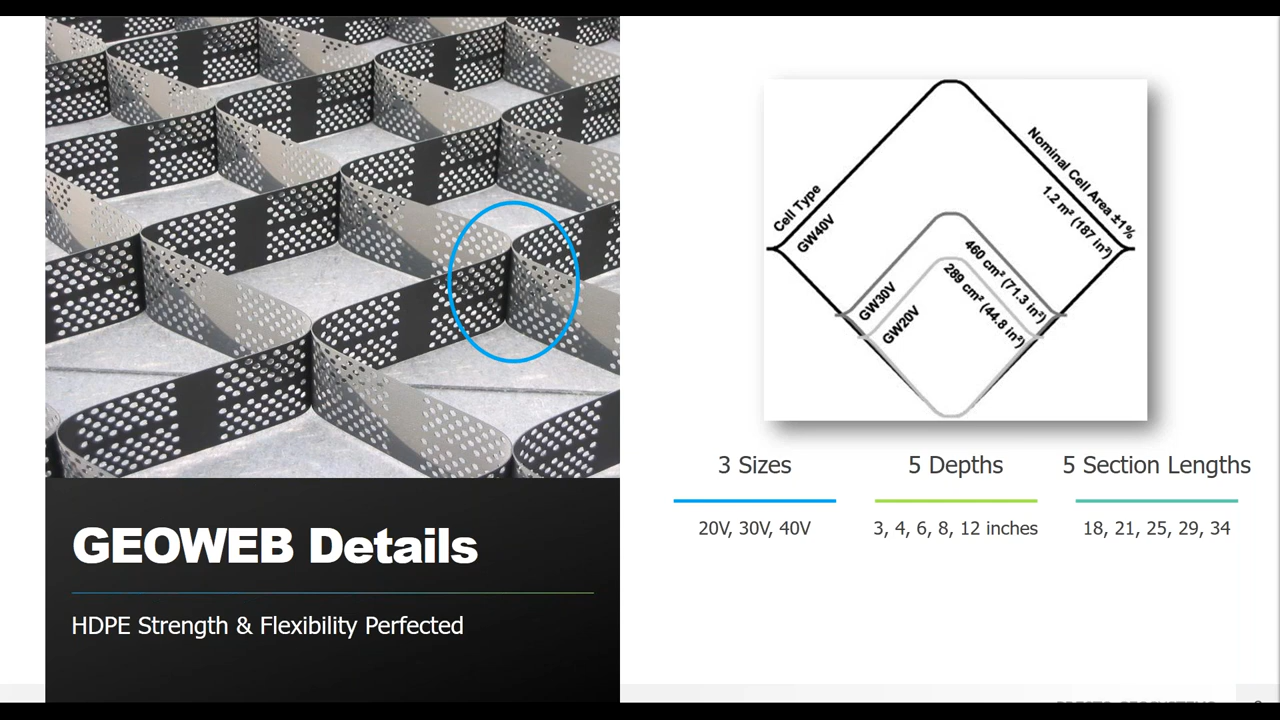 GEOWEB Details
HDPE Strength & Flexibility Perfected
Cell Type
GW40V
Nominal Cell Area ±1%
1.2 m² (187 in²)
GW30V
460 cm² (71.3 in²)
GW20V
289 cm² (44.8 in²)
3 Sizes
20V, 30V, 40V
5 Depths
3, 4, 6, 8, 12 inches
5 Section Lengths
18, 21, 25, 29, 34